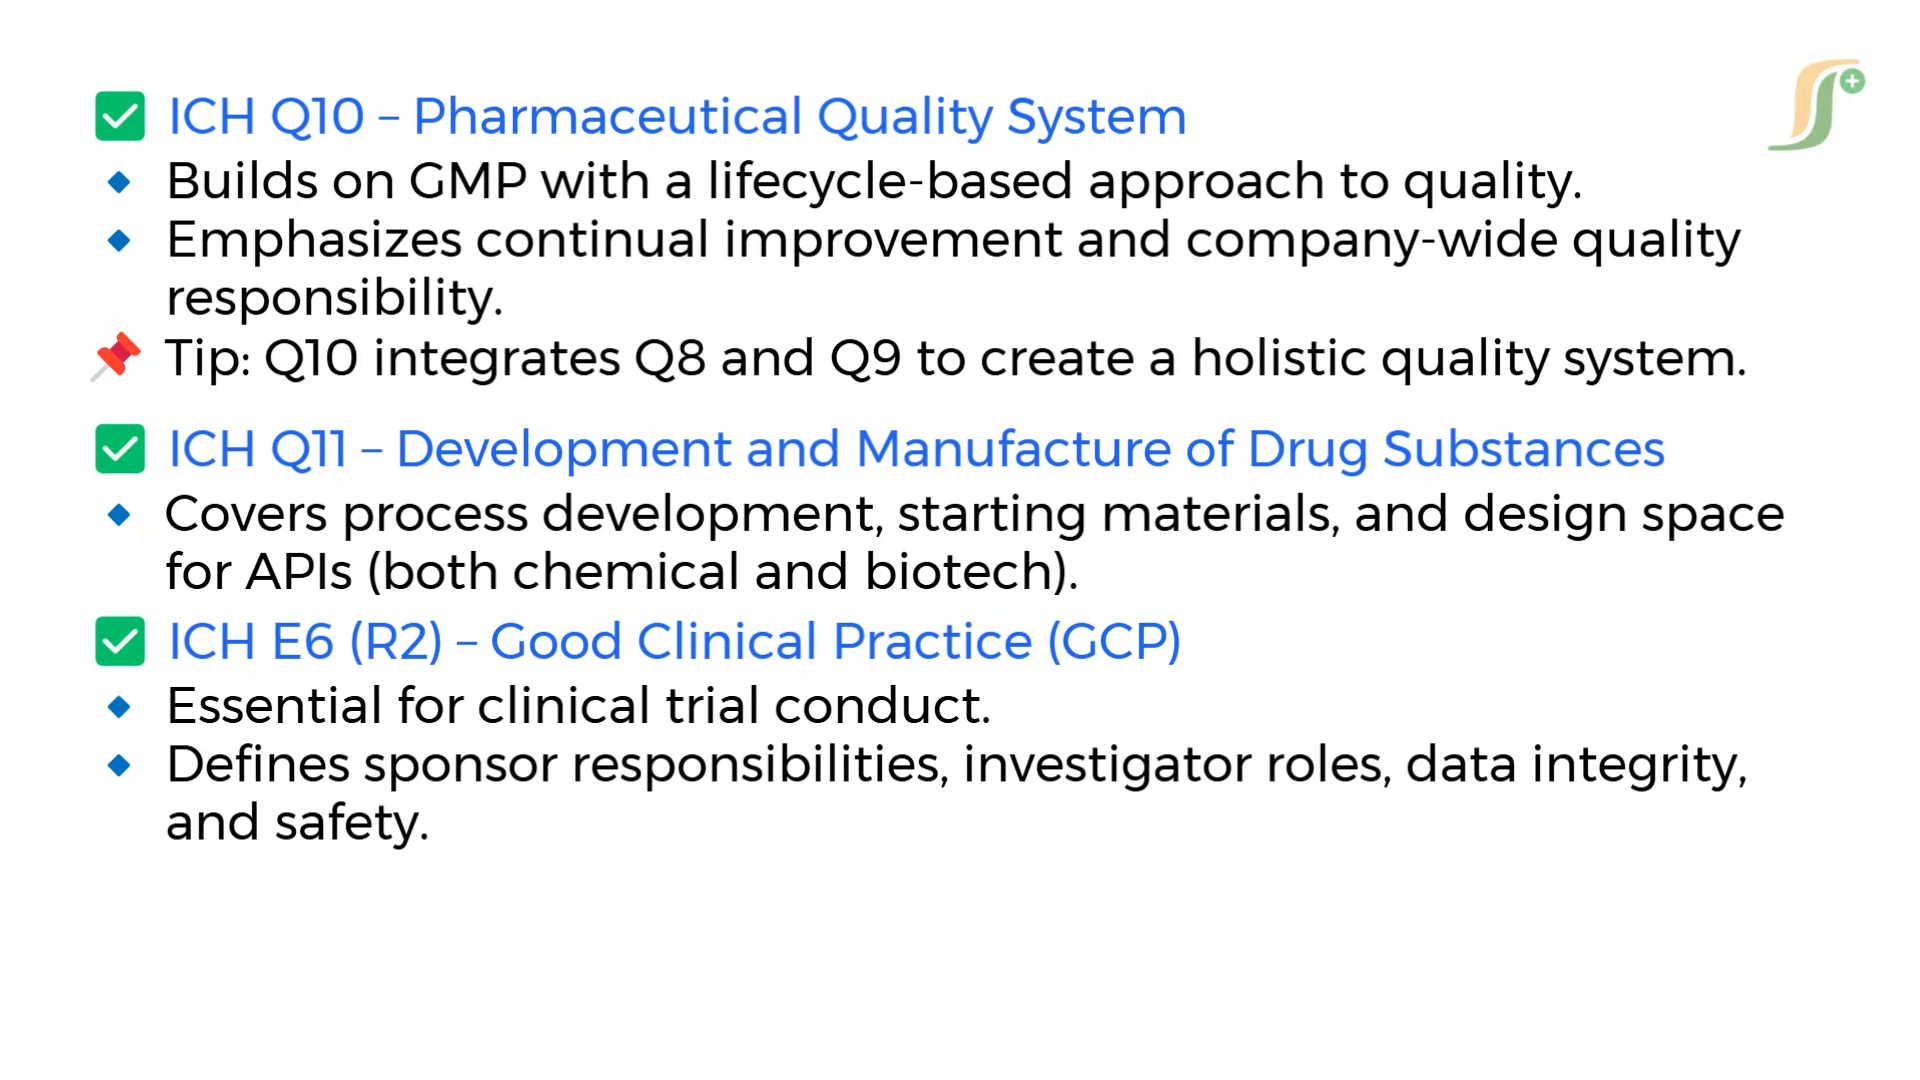 ICH Q10 – Pharmaceutical Quality System
Builds on GMP with a lifecycle-based approach to quality.
Emphasizes continual improvement and company-wide quality
responsibility.
Tip: Q10 integrates Q8 and Q9 to create a holistic quality system.
ICH Q11 – Development and Manufacture of Drug Substances
Covers process development, starting materials, and design space
for APIs (both chemical and biotech).
ICH E6 (R2) – Good Clinical Practice (GCP)
Essential for clinical trial conduct.
Defines sponsor responsibilities, investigator roles, data integrity,
and safety.